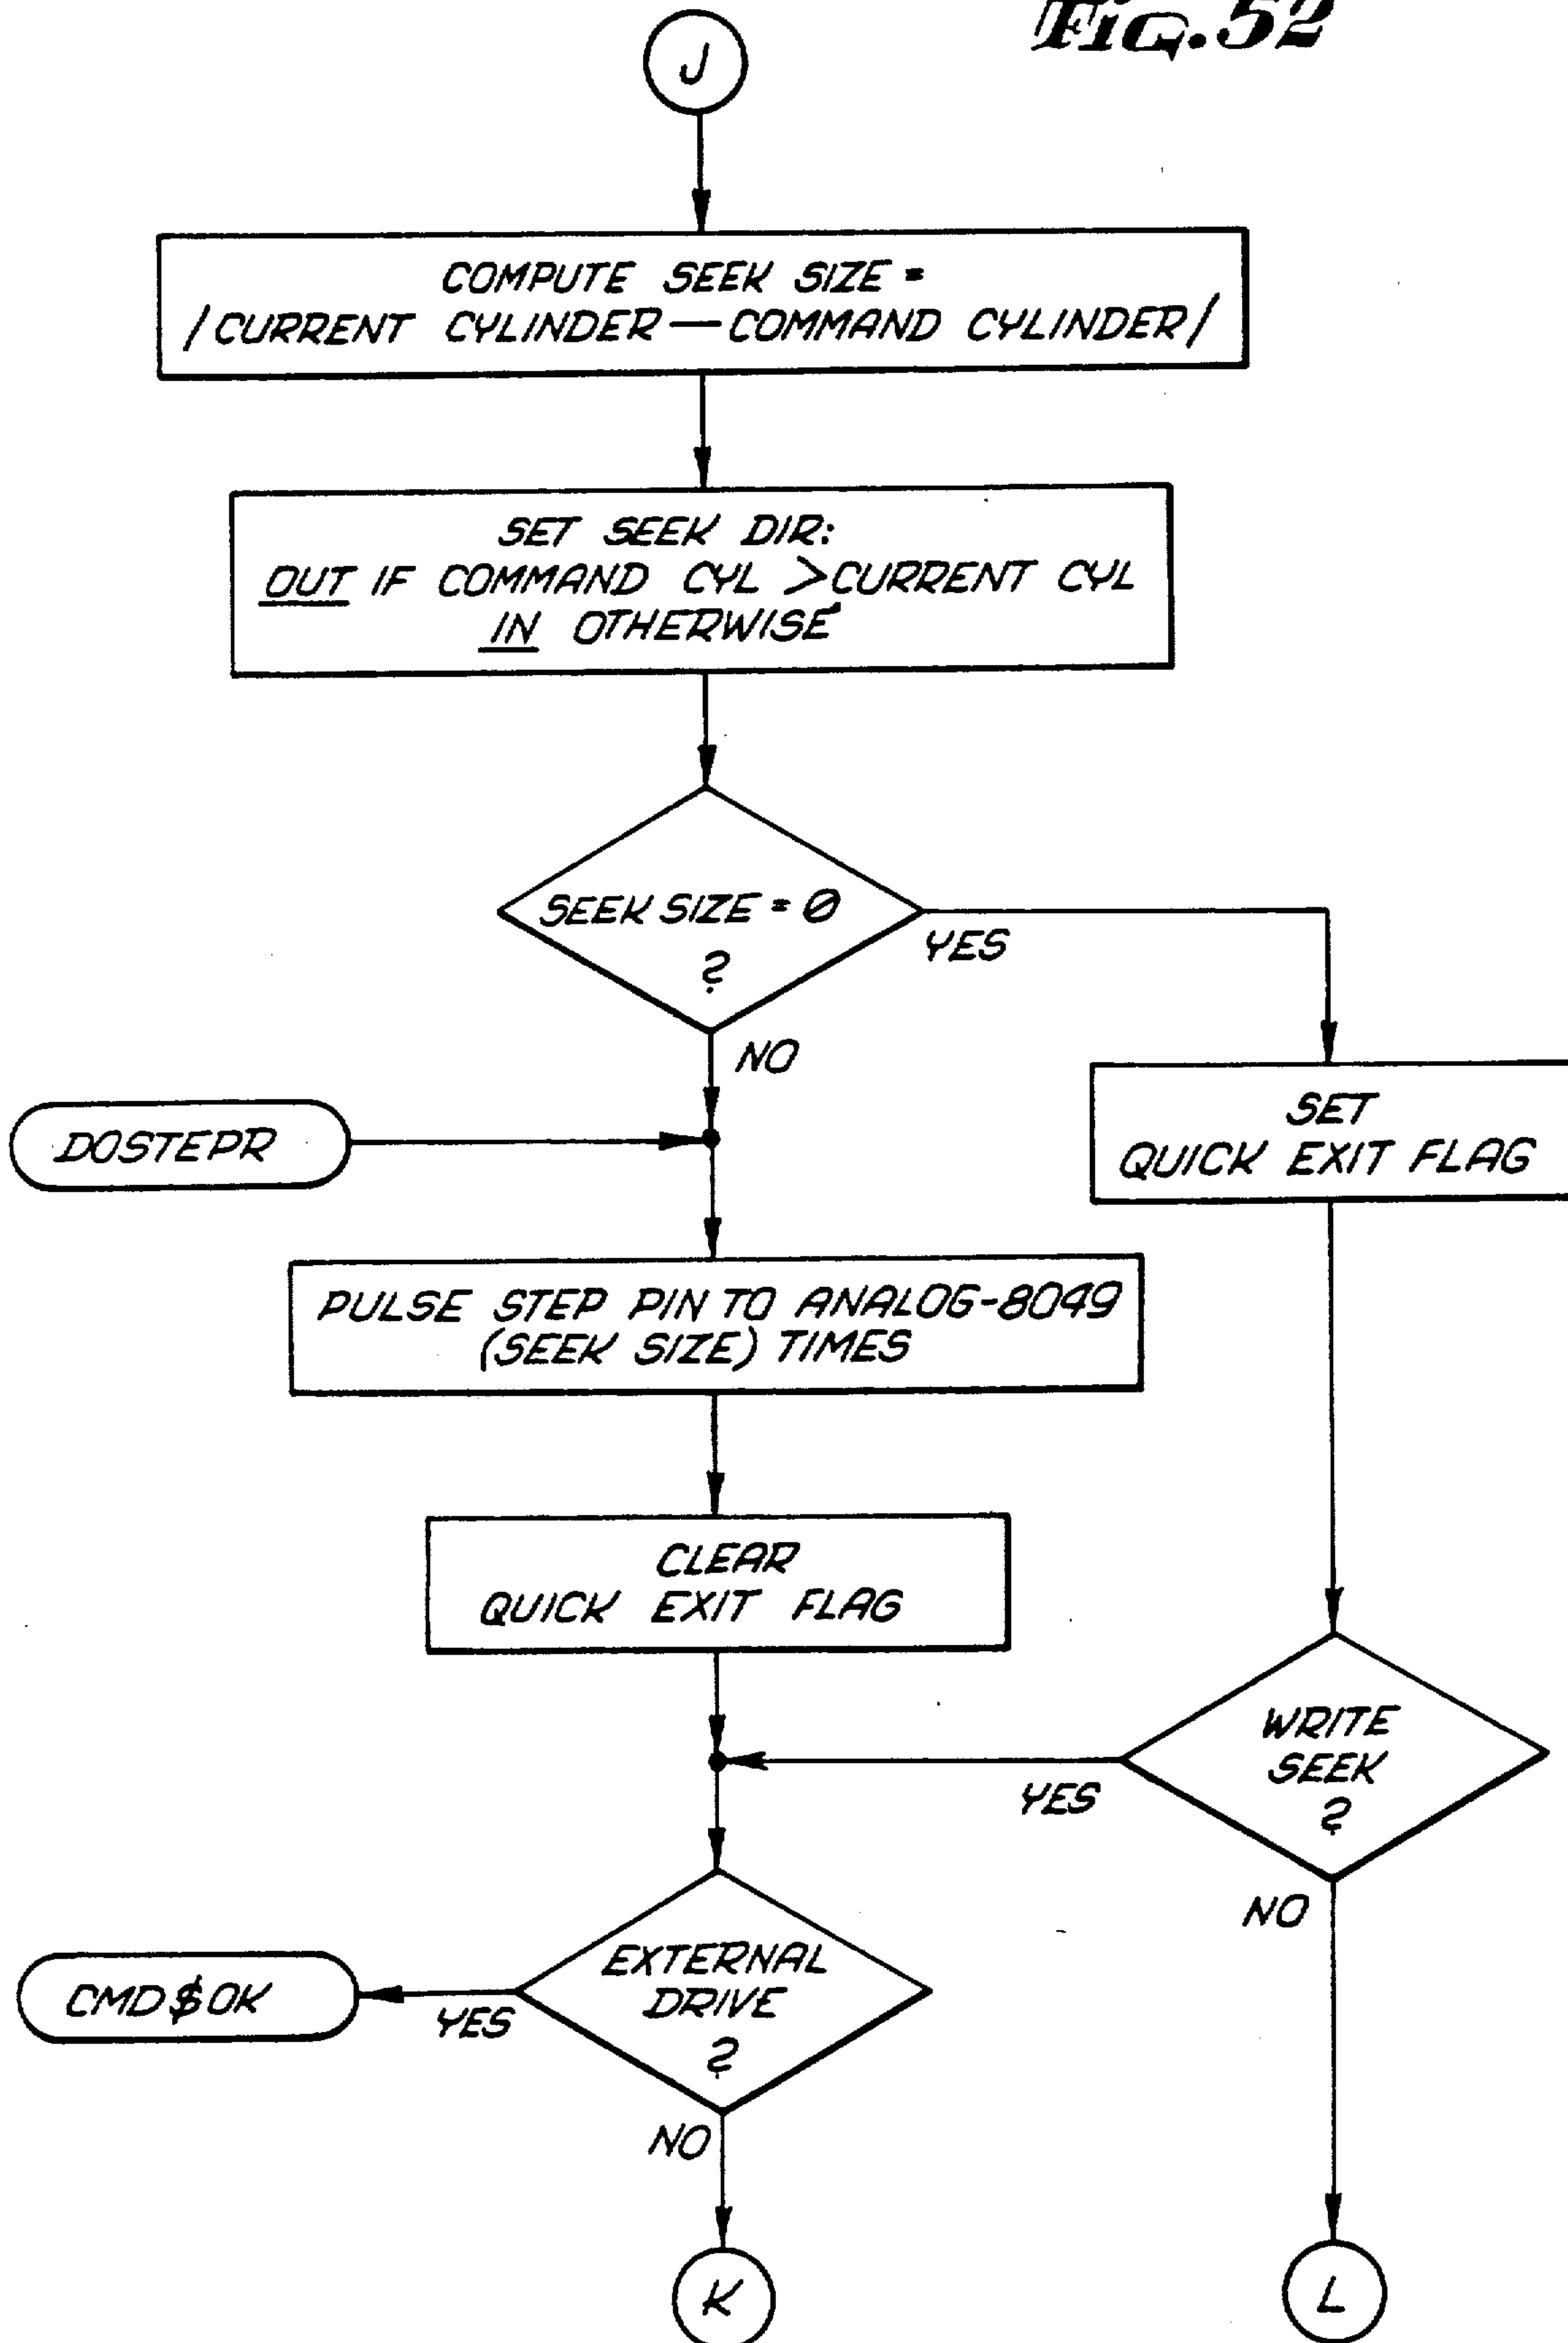 Fig. 52
J
COMPUTE SEEK SIZE =
/CURRENT CYLINDER — COMMAND CYLINDER/
SET SEEK DIR:
OUT IF COMMAND CYL > CURRENT CYL
IN OTHERWISE
SEEK SIZE = 0
?
YES
NO
DOSTEPR
SET
QUICK EXIT FLAG
PULSE STEP PIN TO ANALOG-8049
(SEEK SIZE) TIMES
CLEAR
QUICK EXIT FLAG
WRITE
SEEK
?
YES
NO
EXTERNAL
DRIVE
?
YES
CMD$OK
NO
K
L